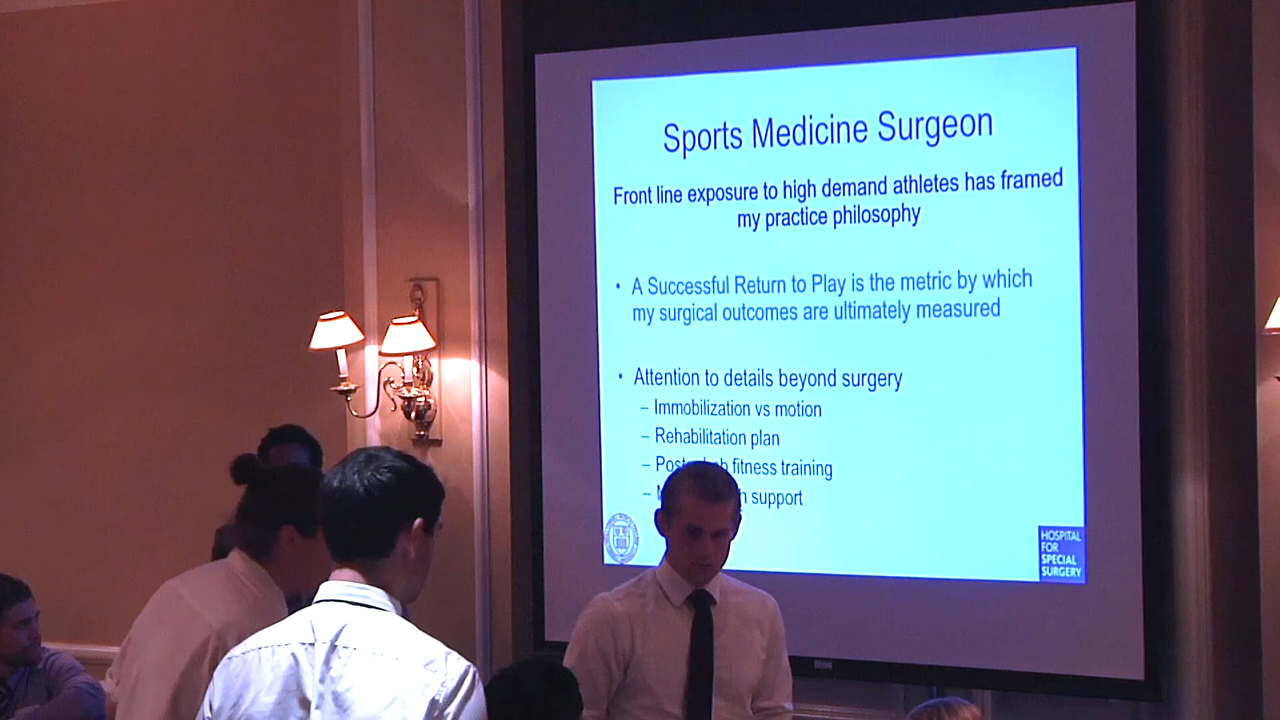 Sports Medicine Surgeon
Front line exposure to high demand athletes has framed
my practice philosophy
• A Successful Return to Play is the metric by which
my surgical outcomes are ultimately measured
• Attention to details beyond surgery
– Immobilization vs motion
– Rehabilitation plan
– fitness training
– support
HOSPITAL
FOR
SPECIAL
SURGERY